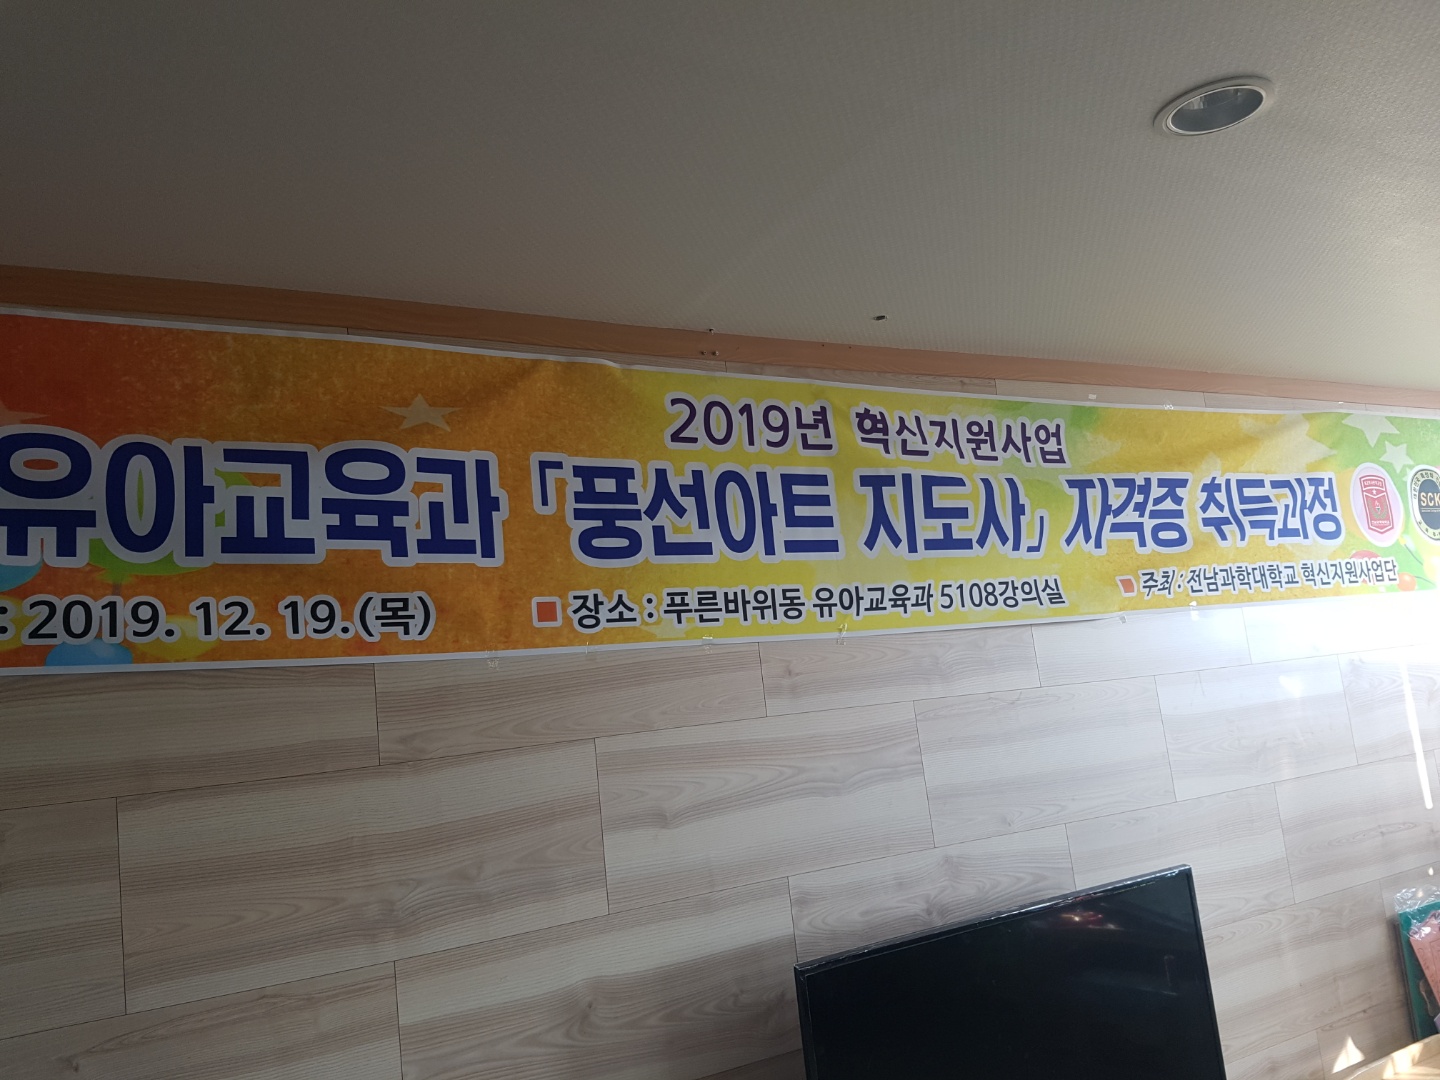 2019년 혁신지원사업
유아교육과 「풍선아트 지도사」 자격증 취득과정
: 2019. 12. 19.(목) ■ 장소 : 푸른바위동 유아교육과 5108강의실 ■ 주최 : 전남과학대학교 혁신지원사업단
SCK